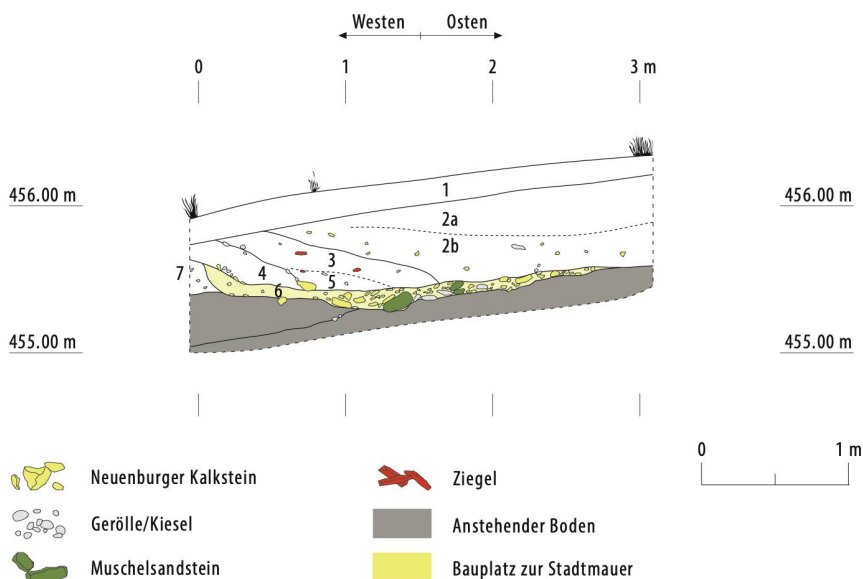 Westen Osten
0 1 2 3 m
1
456.00 m 456.00 m
2a
2b
3
7 4 5
6
455.00 m 455.00 m
0 1 m
Neuenburger Kalkstein Ziegel
Gerölle/Kiesel Anstehender Boden
Muschelsandstein Bauplatz zur Stadtmauer